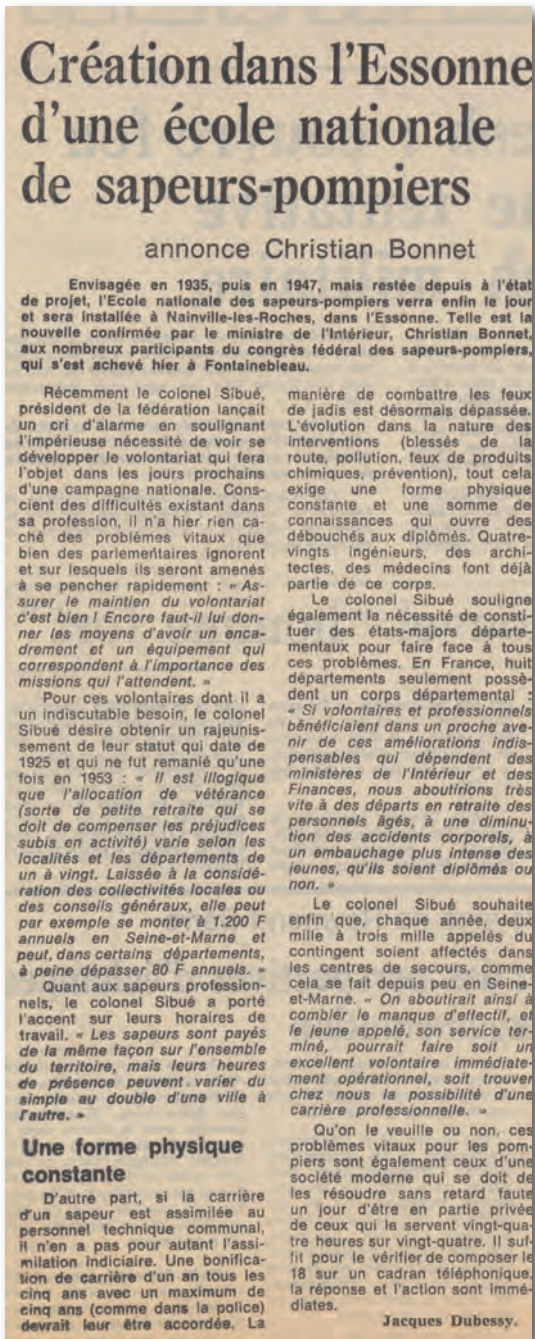 Création dans l'Essonne
d'une école nationale
de sapeurs-pompiers
annonce Christian Bonnet
Envisagée en 1935, puis en 1947, mais restée depuis à l'état
de projet, l'Ecole nationale des sapeurs-pompiers verra enfin le jour
et sera installée à Nainville-les-Roches, dans l'Essonne. Telle est la
nouvelle confirmée par le ministre de l'Intérieur, Christian Bonnet,
aux nombreux participants du congrès fédéral des sapeurs-pompiers,
qui s'est achevé hier à Fontainebleau.
Récemment le colonel Sibué,
président de la fédération lançait
un cri d'alarme en soulignant
l'impérieuse nécessité de voir se
développer le volontariat qui fera
l'objet dans les jours prochains
d'une campagne nationale. Cons-
cient des difficultés existant dans
sa profession, il n'a hier rien ca-
ché des problèmes vitaux que
bien des parlementaires ignorent
et sur lesquels ils seront amenés
à se pencher rapidement : « As-
surer le maintien du volontariat
c'est bien ! Encore faut-il lui don-
ner les moyens d'avoir un enca-
drement et un équipement qui
correspondent à l'importance des
missions qui l'attendent. »
Pour ces volontaires dont il a
un indiscutable besoin, le colonel
Sibué désire obtenir un rajeunis-
sement de leur statut qui date de
1925 et qui ne fut remanié qu'une
fois en 1953 : « Il est illogique
que l'allocation de vétérance
(sorte de petite retraite qui se
doit de compenser les préjudices
subis en activité) varie selon les
localités et les départements de
un à vingt. Laissée à la considé-
ration des collectivités locales ou
des conseils généraux, elle peut
par exemple se monter à 1.200 F
annuels en Seine-et-Marne et
peut, dans certains départements,
à peine dépasser 80 F annuels. »
Quant aux sapeurs profession-
nels, le colonel Sibué a porté
l'accent sur leurs horaires de
travail. « Les sapeurs sont payés
de la même façon sur l'ensemble
du territoire, mais leurs heures
de présence peuvent varier du
simple au double d'une ville à
l'autre. »
Une forme physique
constante
D'autre part, si la carrière
d'un sapeur est assimilée au
personnel technique communal,
il n'en a pas pour autant l'assi-
milation indiciaire. Une bonifica-
tion de carrière d'un an tous les
cinq ans avec un maximum de
cinq ans (comme dans la police)
devrait leur être accordée. La
manière de combattre les feux
de jadis est désormais dépassée.
L'évolution dans la nature des
interventions (blessés de la
route, pollution, feux de produits
chimiques, prévention), tout cela
exige une forme physique
constante et une somme de
connaissances qui ouvre des
débouchés aux diplômés. Quatre-
vingts ingénieurs, des archi-
tectes, des médecins font déjà
partie de ce corps.
Le colonel Sibué souligne
également la nécessité de consti-
tuer des états-majors départe-
mentaux pour faire face à tous
ces problèmes. En France, huit
départements seulement possè-
dent un corps départemental :
« Si volontaires et professionnels
bénéficiaient dans un proche ave-
nir de ces améliorations indis-
pensables qui dépendent des
ministères de l'Intérieur et des
Finances, nous aboutirions très
vite à des départs en retraite des
personnels âgés, à une diminu-
tion des accidents corporels, à
un embauchage plus intense des
jeunes, qu'ils soient diplômés ou
non. »
Le colonel Sibué souhaite
enfin que, chaque année, deux
mille à trois mille appelés du
contingent soient affectés dans
les centres de secours, comme
cela se fait depuis peu en Seine-
et-Marne. « On aboutirait ainsi à
combler le manque d'effectif, et
le jeune appelé, son service ter-
miné, pourrait faire soit un
excellent volontaire immédiate-
ment opérationnel, soit trouver
chez nous la possibilité d'une
carrière professionnelle. »
Qu'on le veuille ou non, ces
problèmes vitaux pour les pom-
piers sont également ceux d'une
société moderne qui se doit de
les résoudre sans retard faute
un jour d'être en partie privée
de ceux qui la servent vingt-qua-
tre heures sur vingt-quatre. Il suf-
fit pour le vérifier de composer le
18 sur un cadran téléphonique,
la réponse et l'action sont immé-
diates.
Jacques Dubessy.